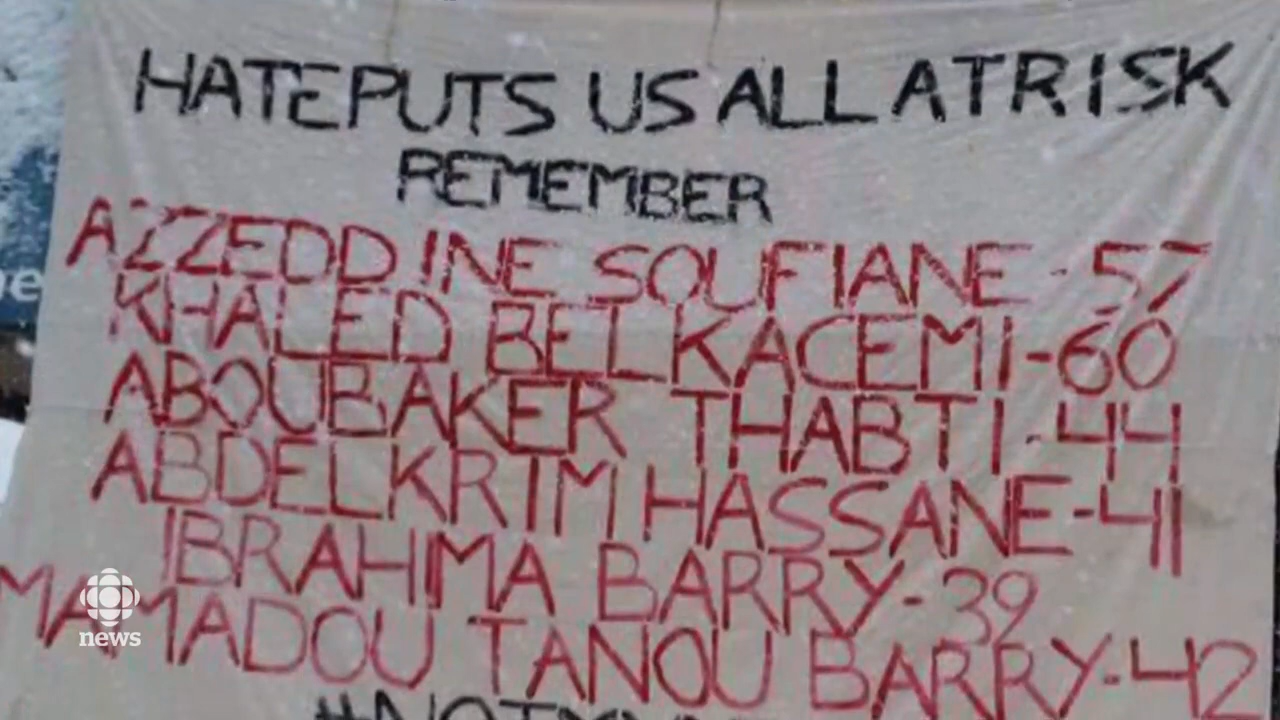 HATE PUTS US ALL AT RISK
REMEMBER
AZZEDDINE SOUFIANE - 57
KHALED BELKACEMI - 60
ABOUBAKER THABTI - 44
ABDELKRIM HASSANE - 41
IBRAHIMA BARRY - 39
MAMADOU TANOU BARRY - 42
news